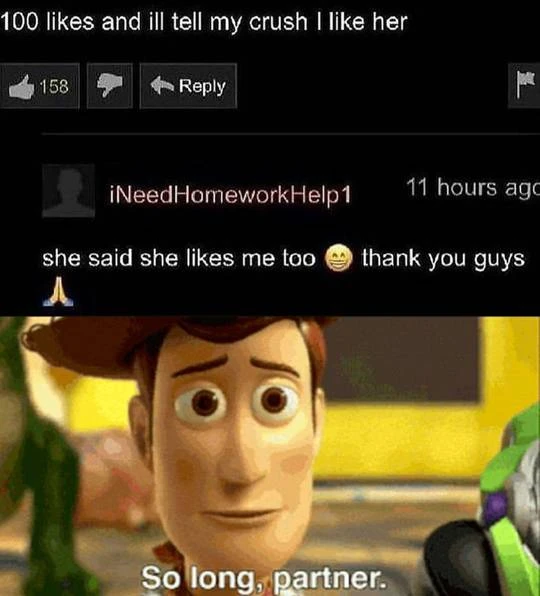 100 likes and ill tell my crush I like her
158
Reply
iNeedHomeworkHelp1
11 hours ago
she said she likes me too 😁 thank you guys
🙏
So long, partner.